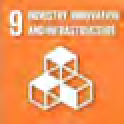 9 INDUSTRY, INNOVATION
AND INFRASTRUCTURE